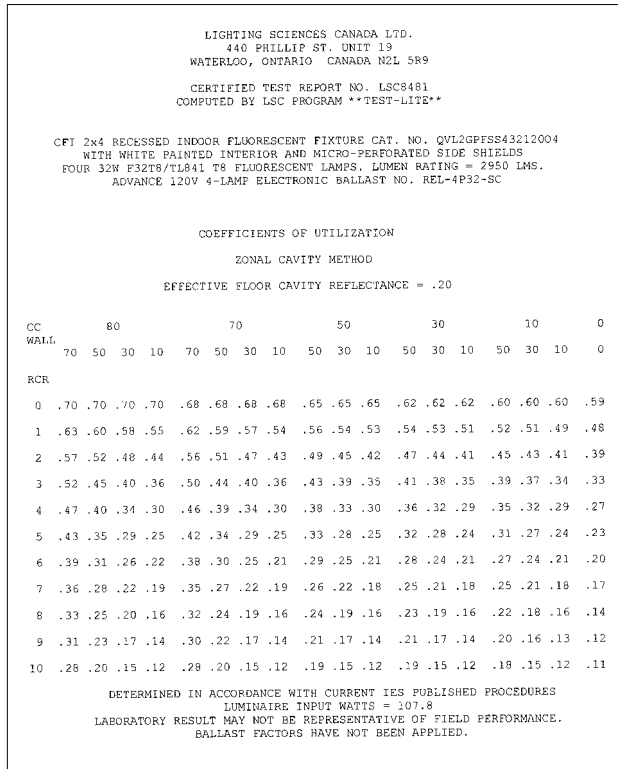 LIGHTING SCIENCES CANADA LTD.
440 PHILLIP ST. UNIT 19
WATERLOO, ONTARIO CANADA N2L 5R9
CERTIFIED TEST REPORT NO. LSC8481
COMPUTED BY LSC PROGRAM **TEST-LITE**
CFI 2x4 RECESSED INDOOR FLUORESCENT FIXTURE CAT. NO. QVL2GPFSS43212004
WITH WHITE PAINTED INTERIOR AND MICRO-PERFORATED SIDE SHIELDS
FOUR 32W F32T8/TL841 T8 FLUORESCENT LAMPS. LUMEN RATING = 2950 LMS.
ADVANCE 120V 4-LAMP ELECTRONIC BALLAST NO. REL-4P32-SC
COEFFICIENTS OF UTILIZATION
ZONAL CAVITY METHOD
EFFECTIVE FLOOR CAVITY REFLECTANCE = .20
CC 80 70 50 30 10 0
WALL
70 50 30 10 70 50 30 10 50 30 10 50 30 10 50 30 10 0
RCR
0 .70 .70 .70 .70 .68 .68 .68 .68 .65 .65 .65 .62 .62 .62 .60 .60 .60 .59
1 .63 .60 .58 .55 .62 .59 .57 .54 .56 .54 .53 .54 .53 .51 .52 .51 .49 .48
2 .57 .52 .48 .44 .56 .51 .47 .43 .49 .45 .42 .47 .44 .41 .45 .43 .41 .39
3 .52 .45 .40 .36 .50 .44 .40 .36 .43 .39 .35 .41 .38 .35 .39 .37 .34 .33
4 .47 .40 .34 .30 .46 .39 .34 .30 .38 .33 .30 .36 .32 .29 .35 .32 .29 .27
5 .43 .35 .29 .25 .42 .34 .29 .25 .33 .28 .25 .32 .28 .24 .31 .27 .24 .23
6 .39 .31 .26 .22 .38 .30 .25 .21 .29 .25 .21 .28 .24 .21 .27 .24 .21 .20
7 .36 .28 .22 .19 .35 .27 .22 .19 .26 .22 .18 .25 .21 .18 .25 .21 .18 .17
8 .33 .25 .20 .16 .32 .24 .19 .16 .24 .19 .16 .23 .19 .16 .22 .18 .16 .14
9 .31 .23 .17 .14 .30 .22 .17 .14 .21 .17 .14 .21 .17 .14 .20 .16 .13 .12
10 .28 .20 .15 .12 .28 .20 .15 .12 .19 .15 .12 .19 .15 .12 .18 .15 .12 .11
DETERMINED IN ACCORDANCE WITH CURRENT IES PUBLISHED PROCEDURES
LUMINAIRE INPUT WATTS = 107.8
LABORATORY RESULT MAY NOT BE REPRESENTATIVE OF FIELD PERFORMANCE.
BALLAST FACTORS HAVE NOT BEEN APPLIED.